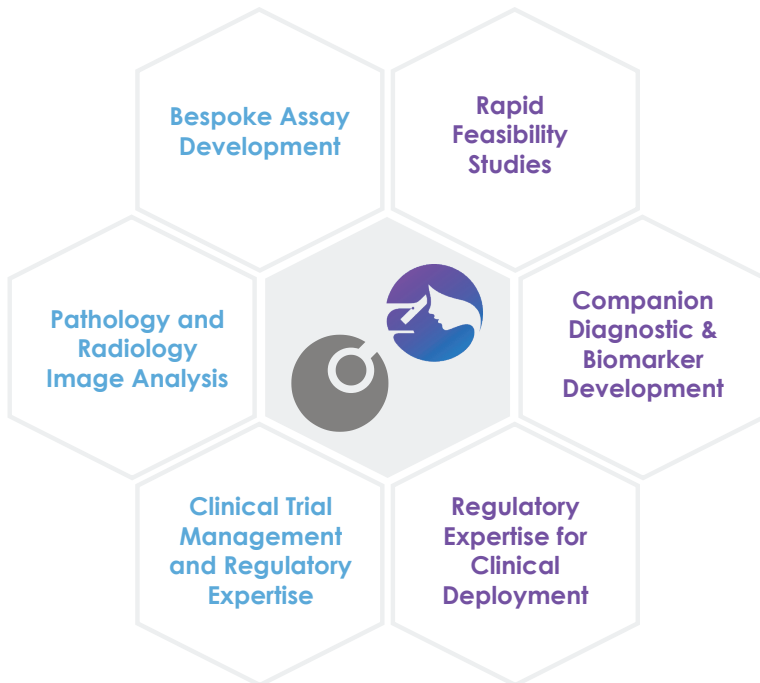 Bespoke Assay
Development
Rapid
Feasibility
Studies
Pathology and
Radiology
Image Analysis
Companion
Diagnostic &
Biomarker
Development
Clinical Trial
Management
and Regulatory
Expertise
Regulatory
Expertise for
Clinical
Deployment